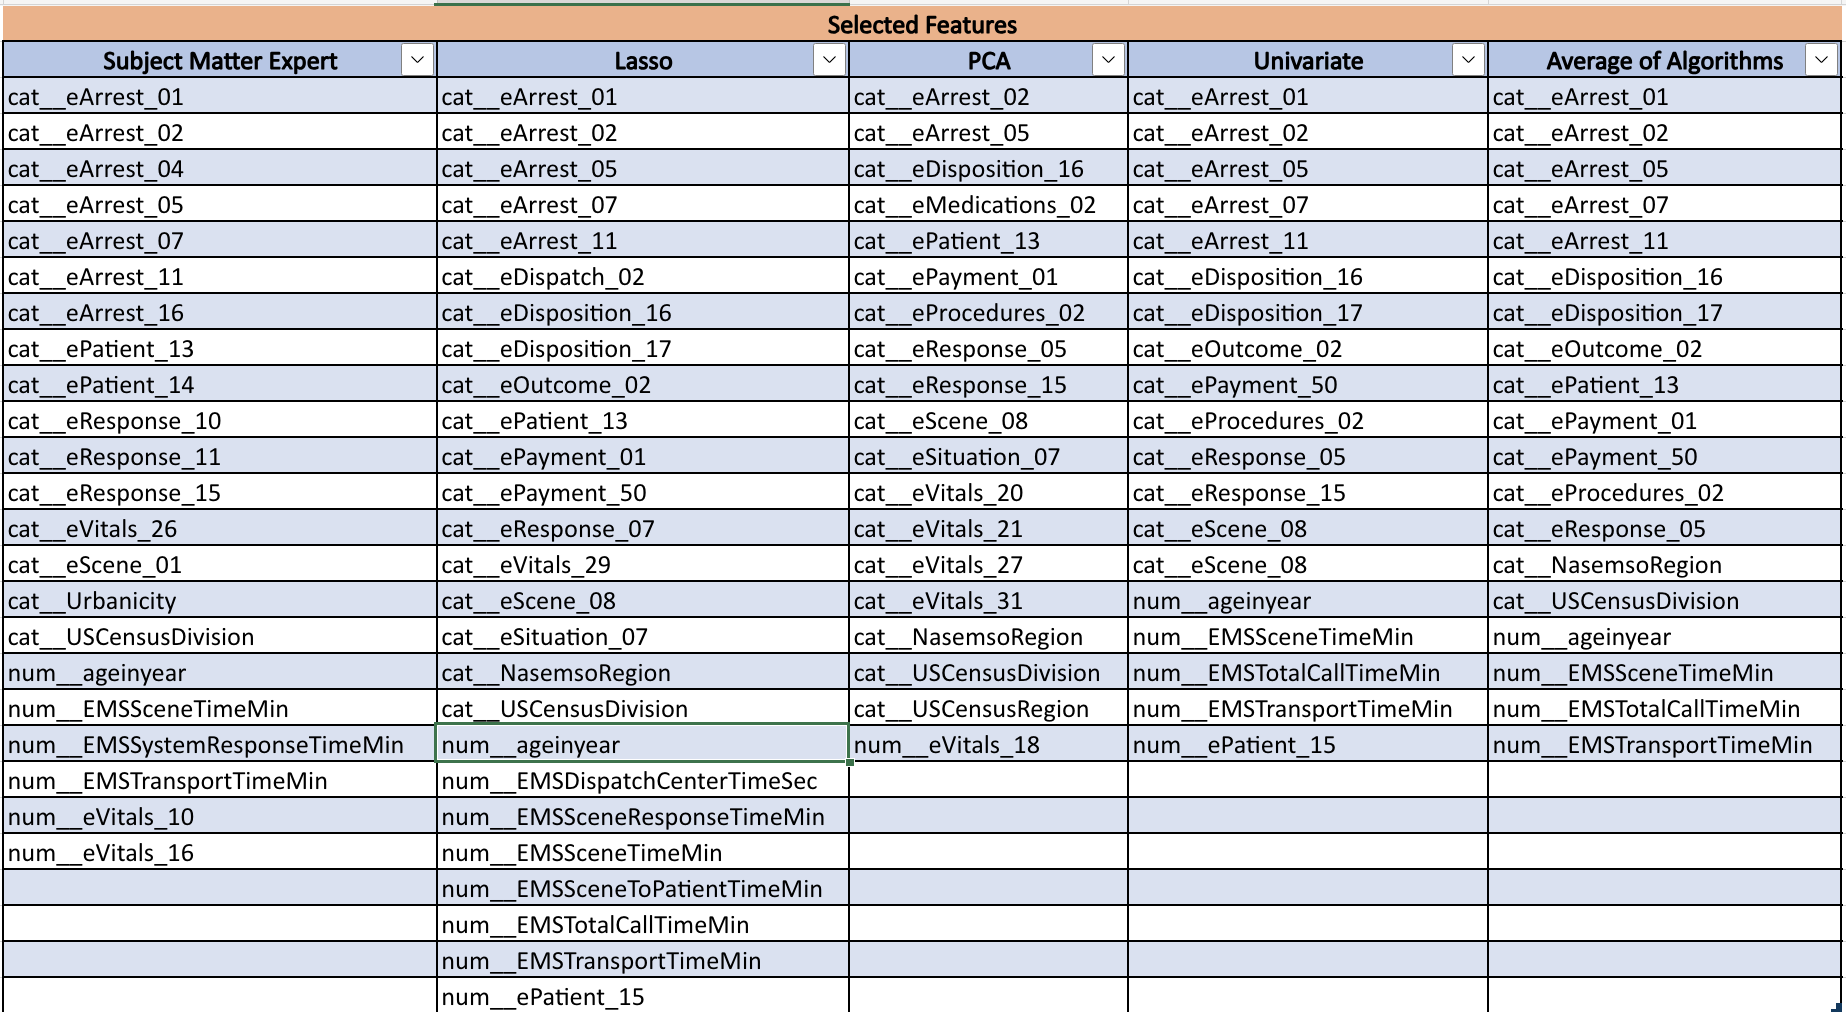 Selected Features
Subject Matter Expert Lasso PCA Univariate Average of Algorithms
cat__eArrest_01 cat__eArrest_01 cat__eArrest_02 cat__eArrest_01 cat__eArrest_01
cat__eArrest_02 cat__eArrest_02 cat__eArrest_05 cat__eArrest_02 cat__eArrest_02
cat__eArrest_04 cat__eArrest_05 cat__eDisposition_16 cat__eArrest_05 cat__eArrest_05
cat__eArrest_05 cat__eArrest_07 cat__eMedications_02 cat__eArrest_07 cat__eArrest_07
cat__eArrest_07 cat__eArrest_11 cat__ePatient_13 cat__eArrest_11 cat__eArrest_11
cat__eArrest_11 cat__eDispatch_02 cat__ePayment_01 cat__eDisposition_16 cat__eDisposition_16
cat__eArrest_16 cat__eDisposition_16 cat__eProcedures_02 cat__eDisposition_17 cat__eDisposition_17
cat__ePatient_13 cat__eDisposition_17 cat__eResponse_05 cat__eOutcome_02 cat__eOutcome_02
cat__ePatient_14 cat__eOutcome_02 cat__eResponse_15 cat__ePayment_50 cat__ePatient_13
cat__eResponse_10 cat__ePatient_13 cat__eScene_08 cat__eProcedures_02 cat__ePayment_01
cat__eResponse_11 cat__ePayment_01 cat__eSituation_07 cat__eResponse_05 cat__ePayment_50
cat__eResponse_15 cat__ePayment_50 cat__eVitals_20 cat__eResponse_15 cat__eProcedures_02
cat__eVitals_26 cat__eResponse_07 cat__eVitals_21 cat__eScene_08 cat__eResponse_05
cat__eScene_01 cat__eVitals_29 cat__eVitals_27 cat__eScene_08 cat__NasemsoRegion
cat__Urbanicity cat__eScene_08 cat__eVitals_31 num__ageinyear cat__USCensusDivision
cat__USCensusDivision cat__eSituation_07 cat__NasemsoRegion num__EMSSceneTimeMin num__ageinyear
num__ageinyear cat__NasemsoRegion cat__USCensusDivision num__EMSTotalCallTimeMin num__EMSSceneTimeMin
num__EMSSceneTimeMin cat__USCensusDivision cat__USCensusRegion num__EMSTransportTimeMin num__EMSTotalCallTimeMin
num__EMSSystemResponseTimeMin num__ageinyear num__eVitals_18 num__ePatient_15 num__EMSTransportTimeMin
num__EMSTransportTimeMin num__EMSDispatchCenterTimeSec
num__eVitals_10 num__EMSSceneResponseTimeMin
num__eVitals_16 num__EMSSceneTimeMin
num__EMSSceneToPatientTimeMin
num__EMSTotalCallTimeMin
num__EMSTransportTimeMin
num__ePatient_15